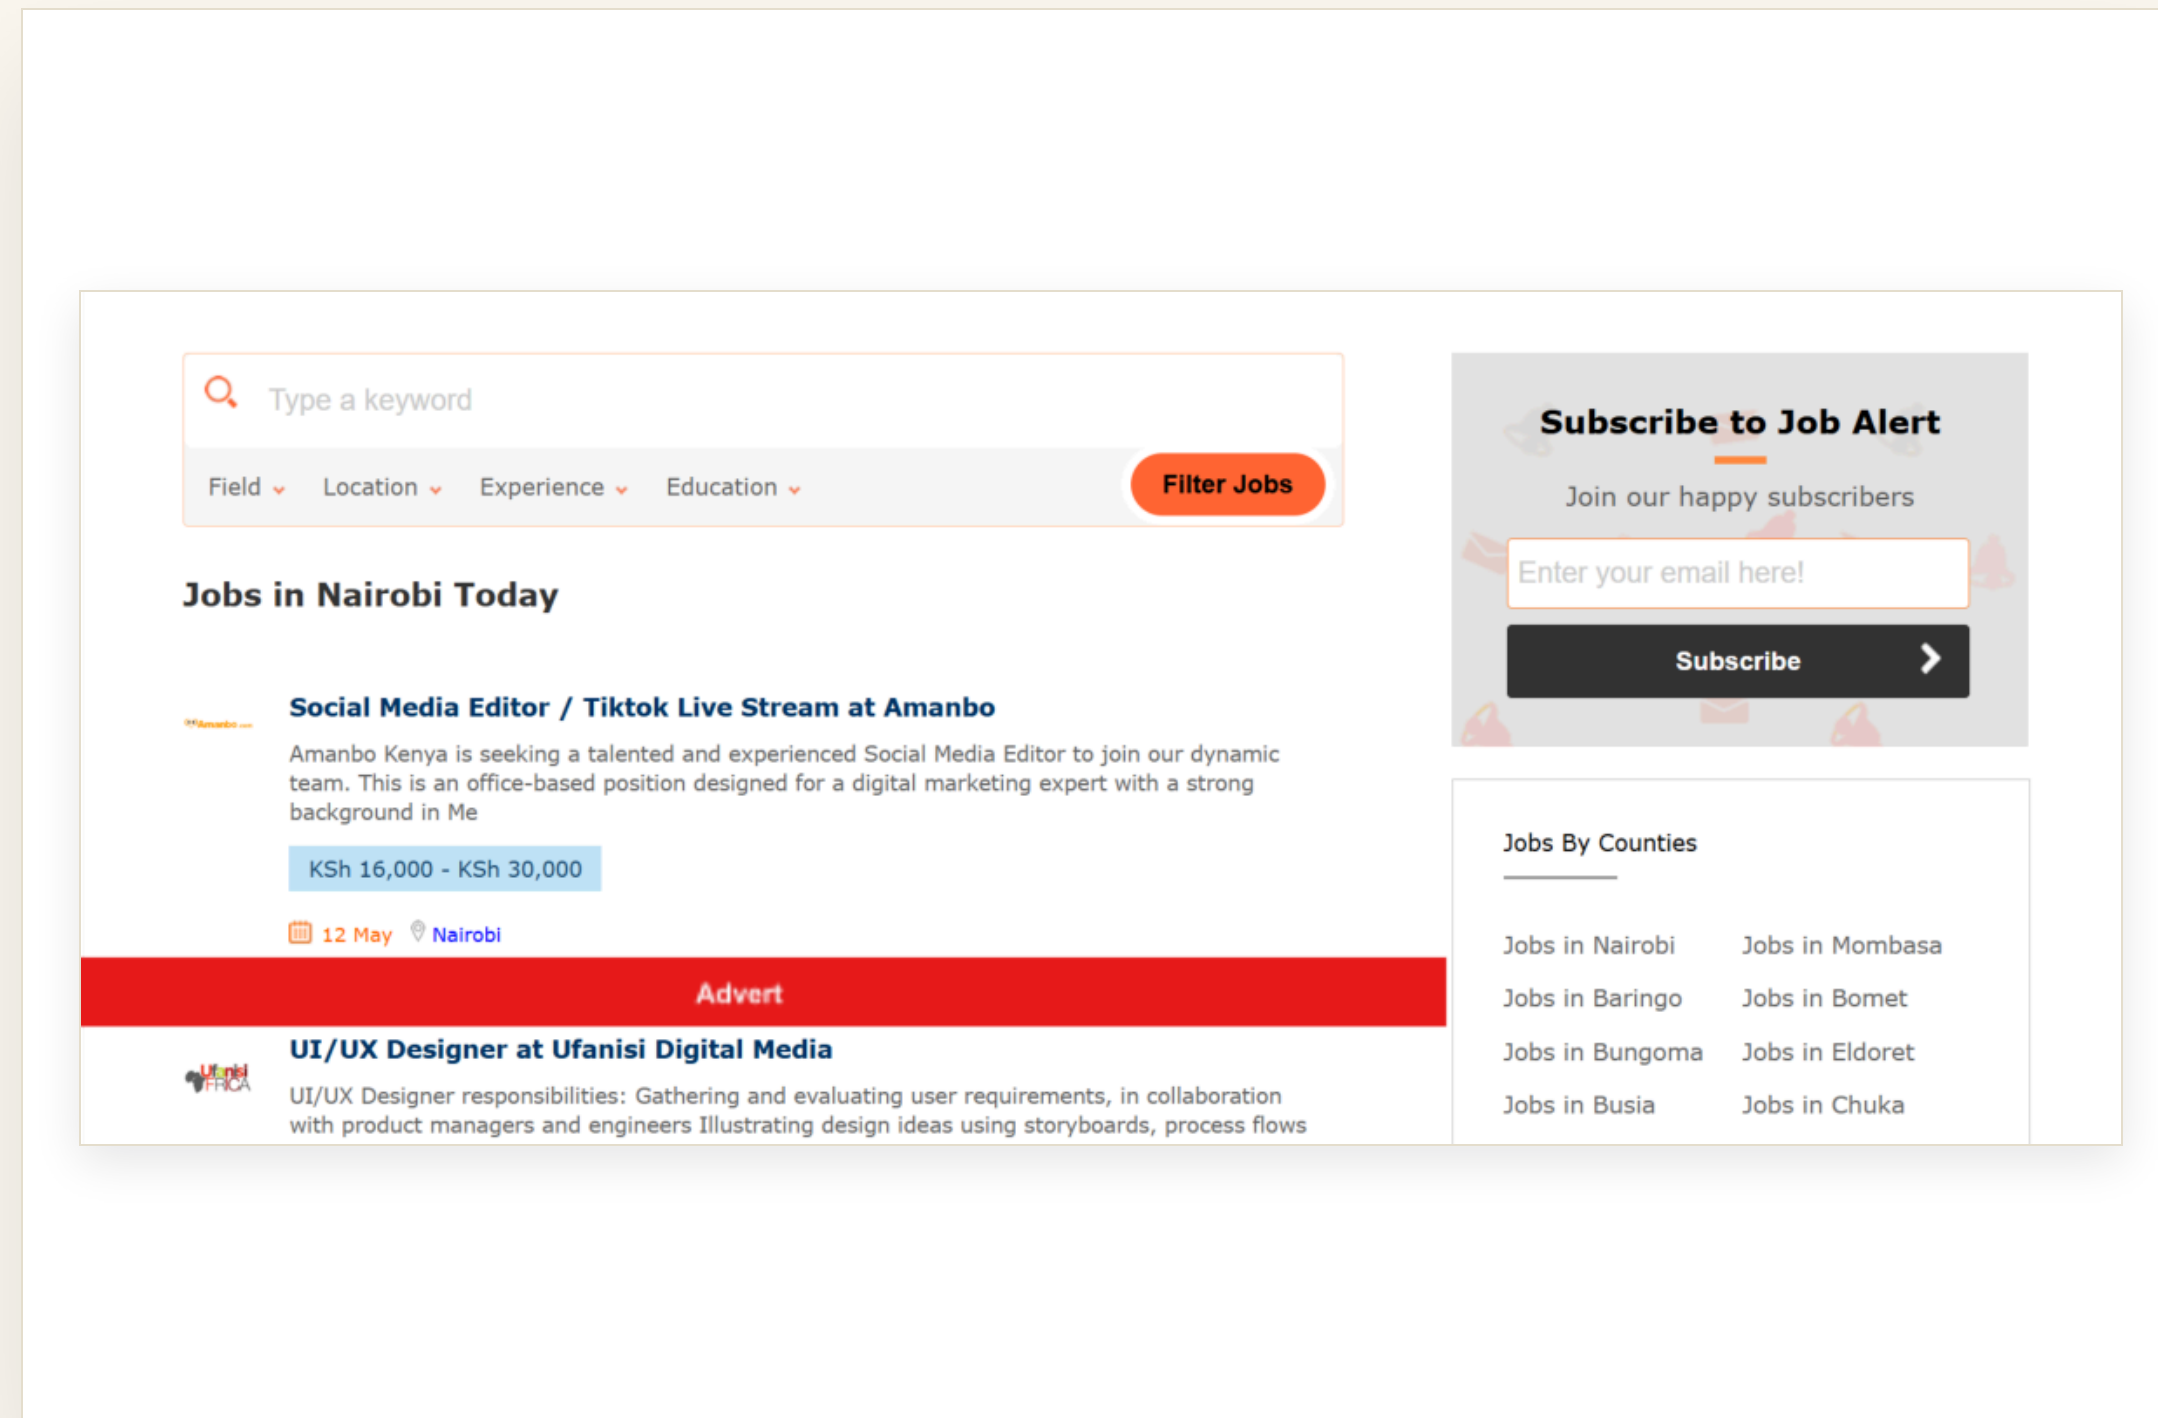 Type a keyword
Field Location Experience Education Filter Jobs
Jobs in Nairobi Today
Amanbo.com
Social Media Editor / Tiktok Live Stream at Amanbo
Amanbo Kenya is seeking a talented and experienced Social Media Editor to join our dynamic
team. This is an office-based position designed for a digital marketing expert with a strong
background in Me
KSh 16,000 - KSh 30,000
12 May Nairobi
Advert
Ufanisi
AFRICA
UI/UX Designer at Ufanisi Digital Media
UI/UX Designer responsibilities: Gathering and evaluating user requirements, in collaboration
with product managers and engineers Illustrating design ideas using storyboards, process flows
Subscribe to Job Alert
Join our happy subscribers
Enter your email here!
Subscribe
Jobs By Counties
Jobs in Nairobi Jobs in Mombasa
Jobs in Baringo Jobs in Bomet
Jobs in Bungoma Jobs in Eldoret
Jobs in Busia Jobs in Chuka